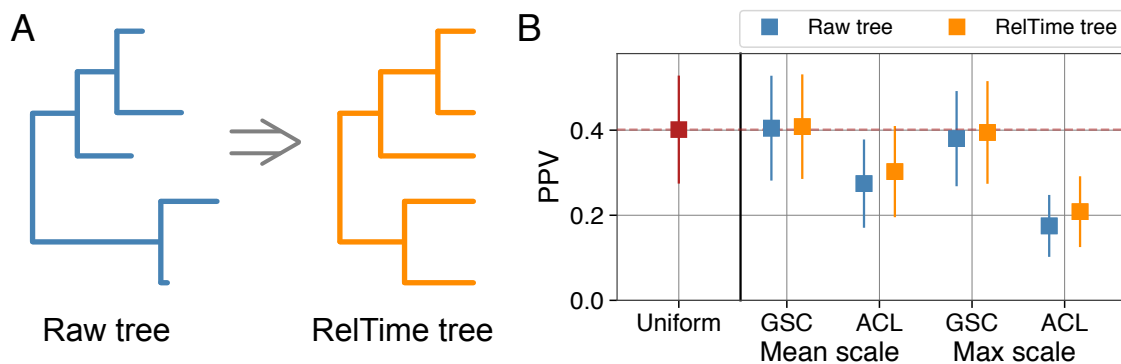 A
Raw tree
RelTime tree
B
Raw tree RelTime tree
PPV
0.4
0.2
0.0
Uniform GSC ACL GSC ACL
Mean scale Max scale